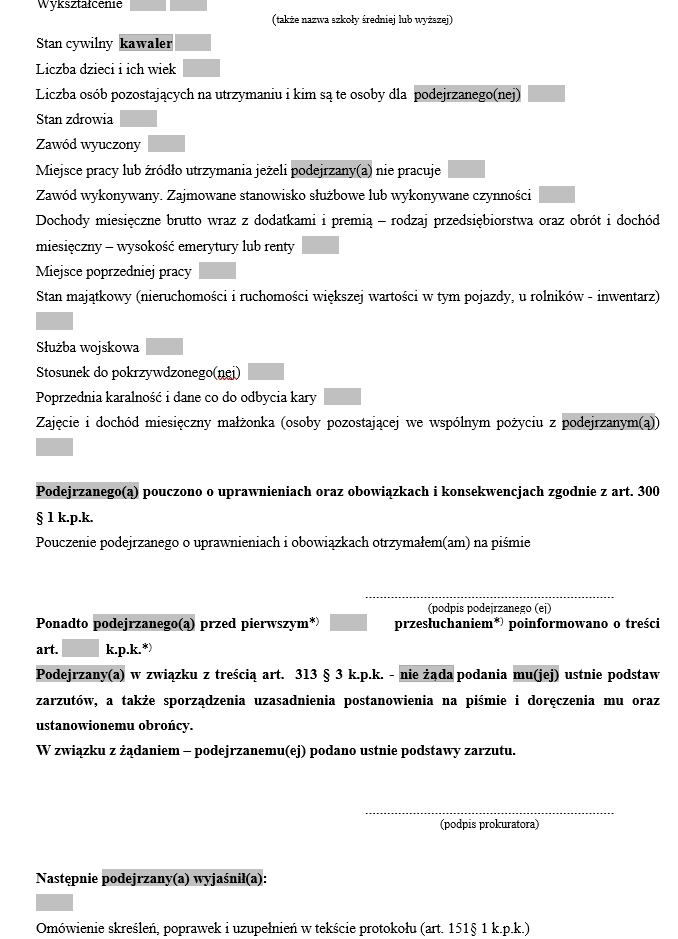 Wykształcenie
(także nazwa szkoły średniej lub wyższej)
Stan cywilny kawaler
Liczba dzieci i ich wiek
Liczba osób pozostających na utrzymaniu i kim są te osoby dla podejrzanego(nej)
Stan zdrowia
Zawód wyuczony
Miejsce pracy lub źródło utrzymania jeżeli podejrzany(a) nie pracuje
Zawód wykonywany. Zajmowane stanowisko służbowe lub wykonywane czynności
Dochody miesięczne brutto wraz z dodatkami i premią – rodzaj przedsiębiorstwa oraz obrót i dochód
miesięczny – wysokość emerytury lub renty
Miejsce poprzedniej pracy
Stan majątkowy (nieruchomości i ruchomości większej wartości w tym pojazdy, u rolników - inwentarz)
Służba wojskowa
Stosunek do pokrzywdzonego(nej)
Poprzednia karalność i dane co do odbycia kary
Zajęcie i dochód miesięczny małżonka (osoby pozostającej we wspólnym pożyciu z podejrzanym(ą))
Podejrzanego(ą) pouczono o uprawnieniach oraz obowiązkach i konsekwencjach zgodnie z art. 300
§ 1 k.p.k.
Pouczenie podejrzanego o uprawnieniach i obowiązkach otrzymałem(am) na piśmie
(podpis podejrzanego (ej)
Ponadto podejrzanego(ą) przed pierwszym*) przesłuchaniem*) poinformowano o treści
art. k.p.k.*)
Podejrzany(a) w związku z treścią art. 313 § 3 k.p.k. - nie żąda podania mu(jej) ustnie podstaw
zarzutów, a także sporządzenia uzasadnienia postanowienia na piśmie i doręczenia mu oraz
ustanowionemu obrońcy.
W związku z żądaniem – podejrzanemu(ej) podano ustnie podstawy zarzutu.
(podpis prokuratora)
Następnie podejrzany(a) wyjaśnił(a):
Omówienie skreśleń, poprawek i uzupełnień w tekście protokołu (art. 151§ 1 k.p.k.)